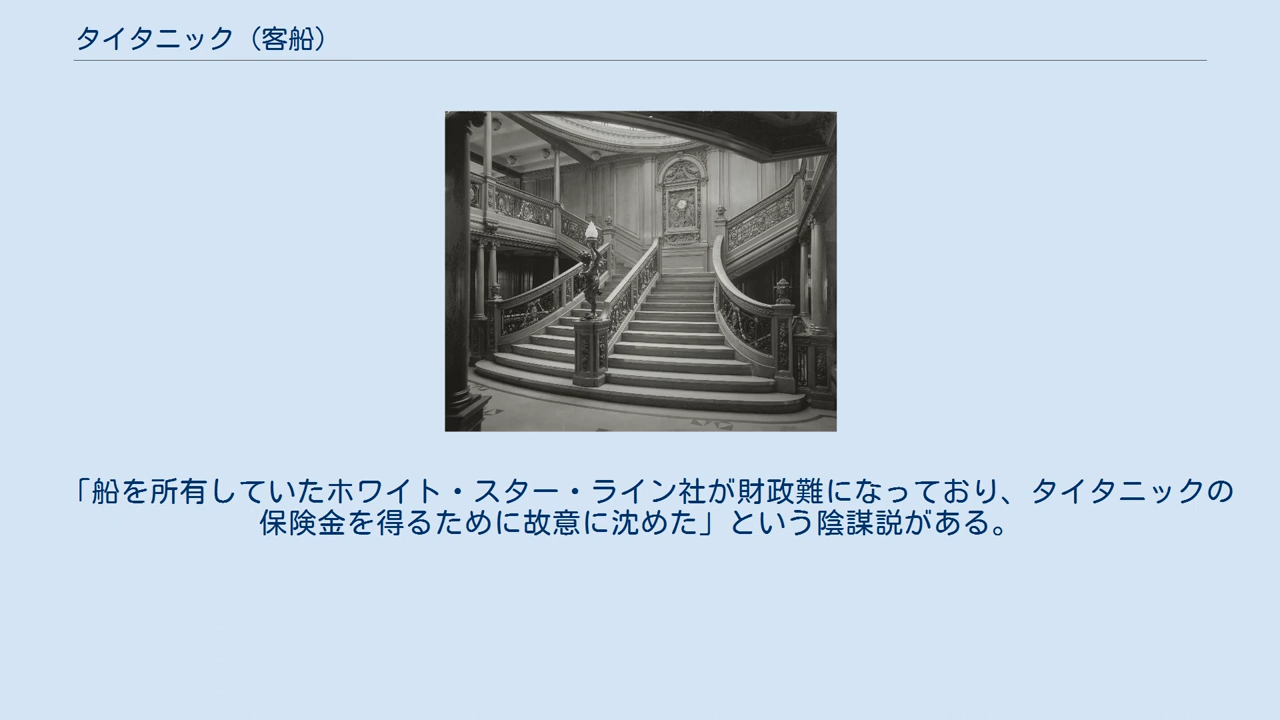 タイタニック（客船）
「船を所有していたホワイト・スター・ライン社が財政難になっており、タイタニックの
保険金を得るために故意に沈めた」という陰謀説がある。